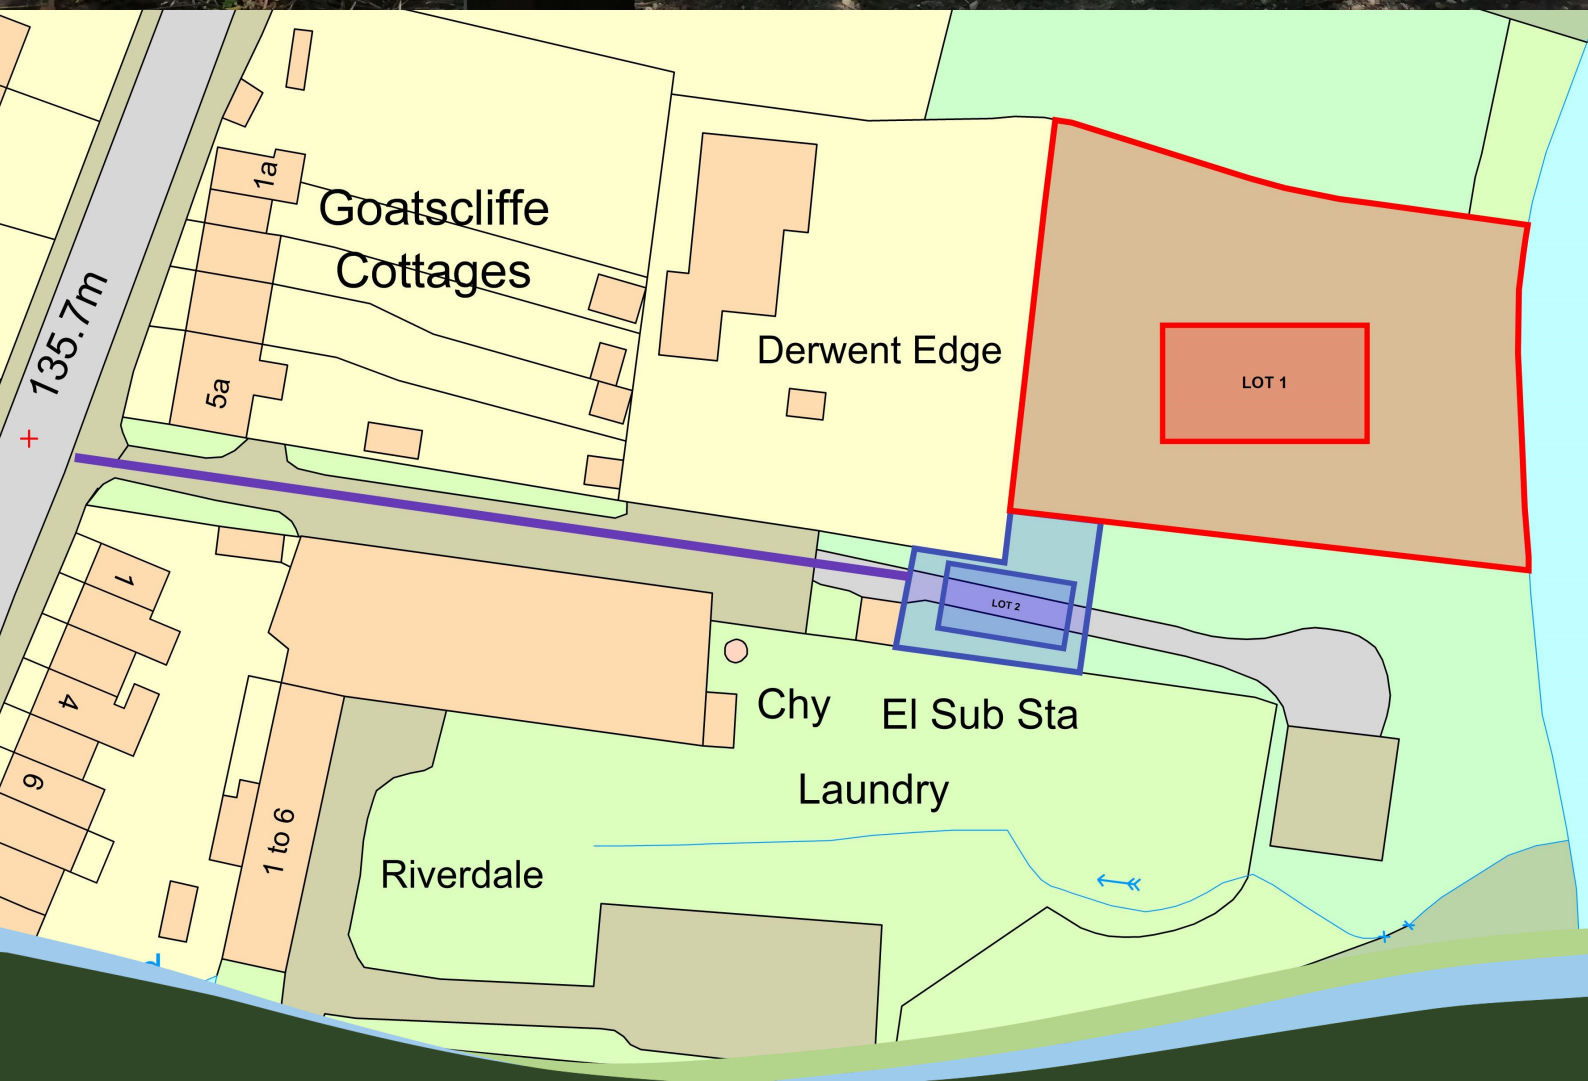 1a
Goatscliffe
Cottages
135.7m
Derwent Edge
LOT 1
5a
1
LOT 2
4
Chy
El Sub Sta
6
Laundry
1 to 6
Riverdale